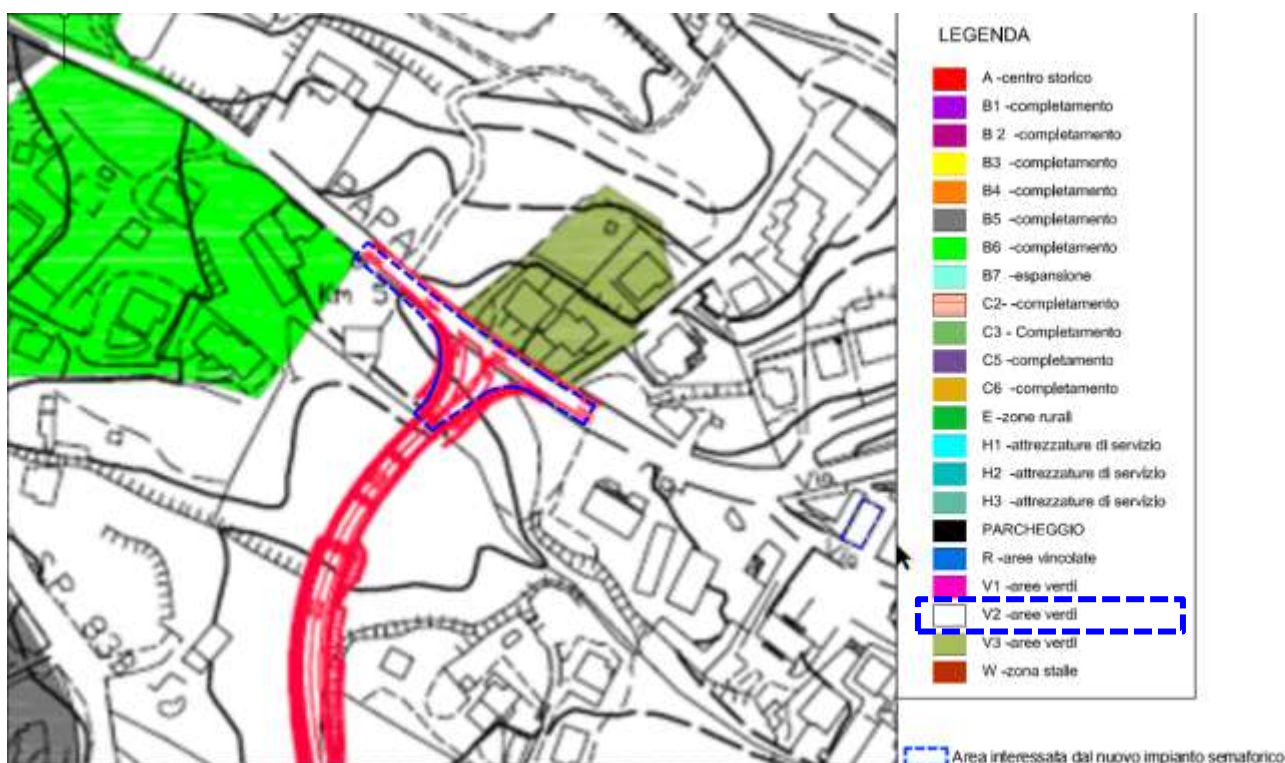 LEGENDA
A -centro storico
B1 -completamento
B 2 -completamento
B3 -completamento
B4 -completamento
B5 -completamento
B6 -completamento
B7 -espansione
C2- -completamento
C3 - Completamento
C5 -completamento
C6 -completamento
E -zone rurali
H1 -attrezzature di servizio
H2 -attrezzature di servizio
H3 -attrezzature di servizio
PARCHEGGIO
R -aree vincolate
V1 -aree verdi
V2 -aree verdi
V3 -aree verdi
W -zona stalle
Area interessata dal nuovo impianto semaforico
PAPA
Km 5
Via
Via
S.P. 83B